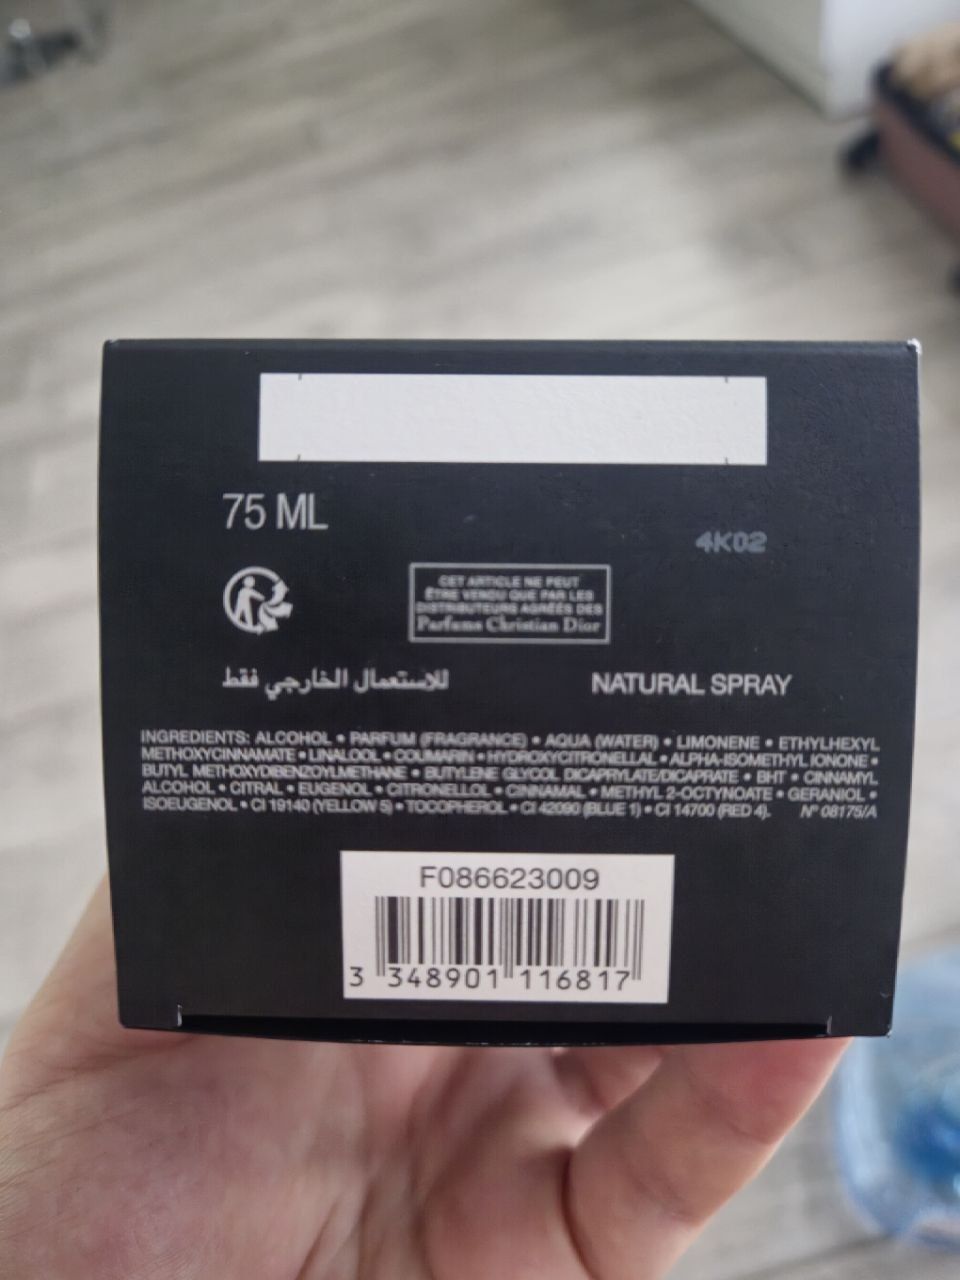 75 ML
4K02
CET ARTICLE NE PEUT
ÊTRE VENDU QUE PAR LES
DISTRIBUTEURS AGRÉÉS DES
Parfums Christian Dior
للاستعمال الخارجي فقط
NATURAL SPRAY
INGREDIENTS: ALCOHOL • PARFUM (FRAGRANCE) • AQUA (WATER) • LIMONENE • ETHYLHEXYL
METHOXYCINNAMATE • LINALOOL • COUMARIN • HYDROXYCITRONELLAL • ALPHA-ISOMETHYL IONONE •
BUTYL METHOXYDIBENZOYLMETHANE • BUTYLENE GLYCOL DICAPRYLATE/DICAPRATE • BHT • CINNAMYL
ALCOHOL • CITRAL • EUGENOL • CITRONELLOL • CINNAMAL • METHYL 2-OCTYNOATE • GERANIOL •
ISOEUGENOL • CI 19140 (YELLOW 5) • TOCOPHEROL • CI 42090 (BLUE 1) • CI 14700 (RED 4). N° 08175/A
F086623009
3 348901 116817